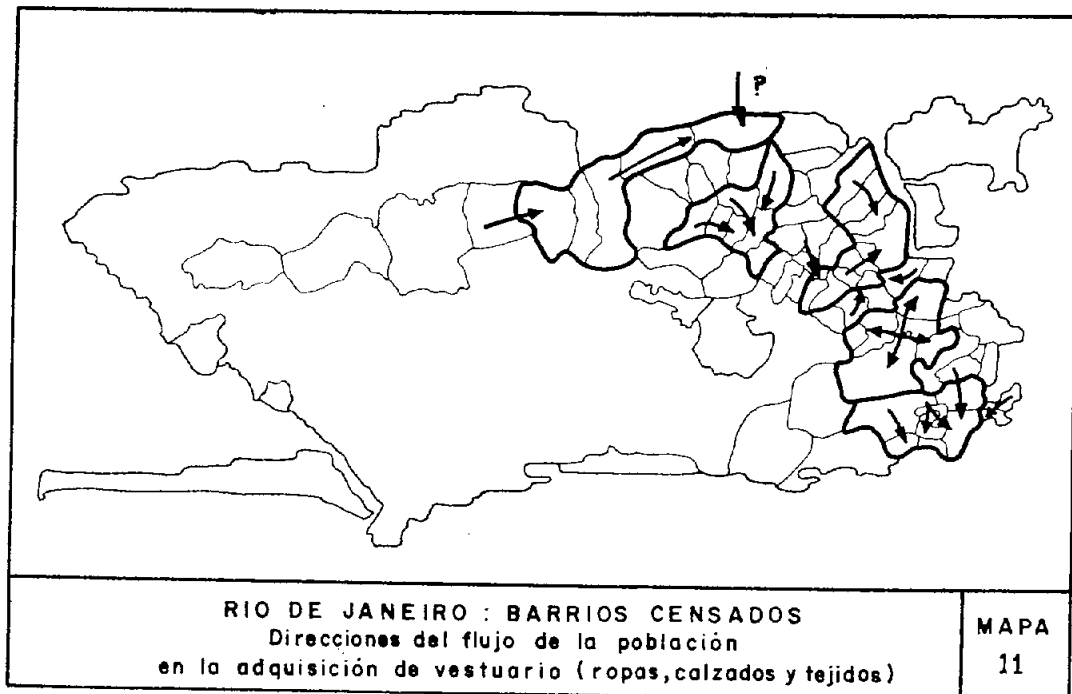 P
RIO DE JANEIRO : BARRIOS CENSADOS
Direcciones del flujo de la población
en la adquisición de vestuario (ropas, calzados y tejidos)
MAPA
11